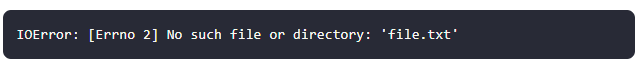 IOError: [Errno 2] No such file or directory: 'file.txt'